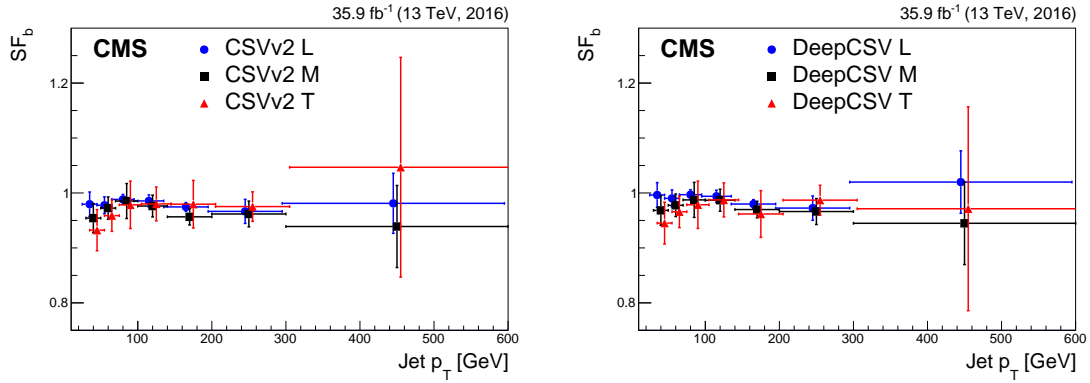 35.9 fb⁻¹ (13 TeV, 2016)
SF_b
CMS
CSVv2 L
CSVv2 M
CSVv2 T
1.2
1
0.8
100 200 300 400 500 600
Jet p_T [GeV]
35.9 fb⁻¹ (13 TeV, 2016)
SF_b
CMS
DeepCSV L
DeepCSV M
DeepCSV T
1.2
1
0.8
100 200 300 400 500 600
Jet p_T [GeV]